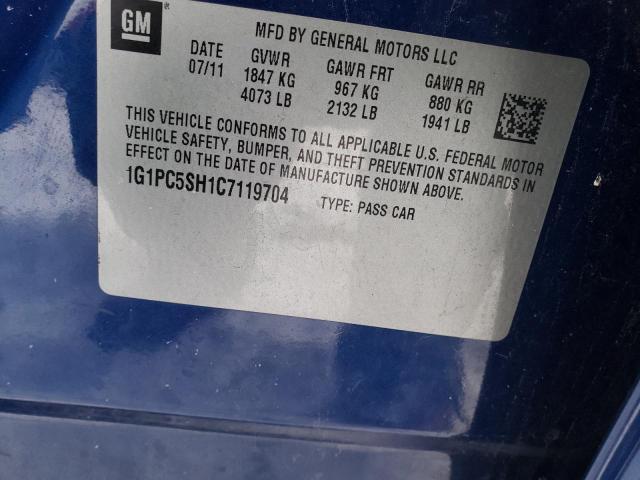 GM
MFD BY GENERAL MOTORS LLC
DATE GVWR GAWR FRT GAWR RR
07/11 1847 KG 967 KG 880 KG
4073 LB 2132 LB 1941 LB
THIS VEHICLE CONFORMS TO ALL APPLICABLE U.S. FEDERAL MOTOR
VEHICLE SAFETY, BUMPER, AND THEFT PREVENTION STANDARDS IN
EFFECT ON THE DATE OF MANUFACTURE SHOWN ABOVE.
1G1PC5SH1C7119704 TYPE: PASS CAR